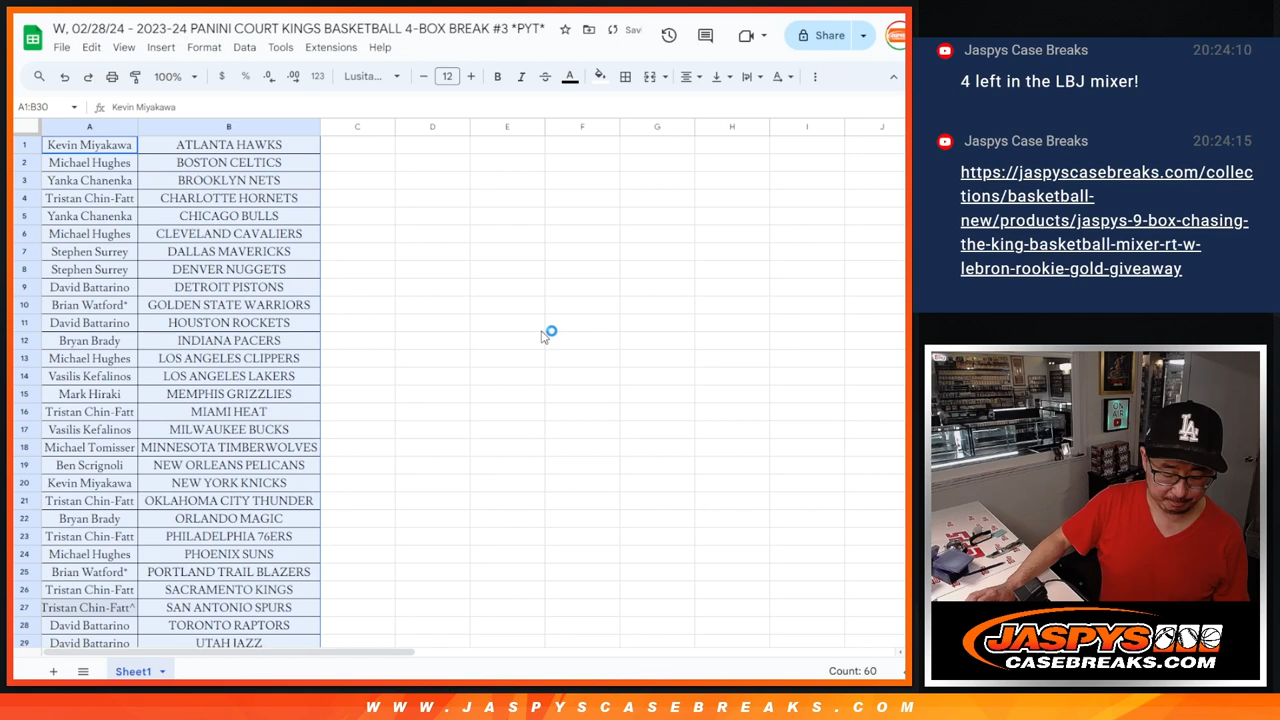 W, 02/28/24 - 2023-24 PANINI COURT KINGS BASKETBALL 4-BOX BREAK #3 *PYT*
Sav
Share
File Edit View Insert Format Data Tools Extensions Help
100% $ % .0 .00 123 Lusita... 12 B I A
A1:B30 fx Kevin Miyakawa
A B C D E F G H I J
1 Kevin Miyakawa ATLANTA HAWKS
2 Michael Hughes BOSTON CELTICS
3 Yanka Chanenka BROOKLYN NETS
4 Tristan Chin-Fatt CHARLOTTE HORNETS
5 Yanka Chanenka CHICAGO BULLS
6 Michael Hughes CLEVELAND CAVALIERS
7 Stephen Surrey DALLAS MAVERICKS
8 Stephen Surrey DENVER NUGGETS
9 David Battarino DETROIT PISTONS
10 Brian Watford* GOLDEN STATE WARRIORS
11 David Battarino HOUSTON ROCKETS
12 Bryan Brady INDIANA PACERS
13 Michael Hughes LOS ANGELES CLIPPERS
14 Vasilis Kefalinos LOS ANGELES LAKERS
15 Mark Hiraki MEMPHIS GRIZZLIES
16 Tristan Chin-Fatt MIAMI HEAT
17 Vasilis Kefalinos MILWAUKEE BUCKS
18 Michael Tomisser MINNESOTA TIMBERWOLVES
19 Ben Scrignoli NEW ORLEANS PELICANS
20 Kevin Miyakawa NEW YORK KNICKS
21 Tristan Chin-Fatt OKLAHOMA CITY THUNDER
22 Bryan Brady ORLANDO MAGIC
23 Tristan Chin-Fatt PHILADELPHIA 76ERS
24 Michael Hughes PHOENIX SUNS
25 Brian Watford* PORTLAND TRAIL BLAZERS
26 Tristan Chin-Fatt SACRAMENTO KINGS
27 Tristan Chin-Fatt^ SAN ANTONIO SPURS
28 David Battarino TORONTO RAPTORS
29 David Battarino UTAH JAZZ
Sheet1
Count: 60
Jaspys Case Breaks 20:24:10
4 left in the LBJ mixer!
Jaspys Case Breaks 20:24:15
https://jaspyscasebreaks.com/collec
tions/basketball-
new/products/jaspys-9-box-chasing-
the-king-basketball-mixer-rt-w-
lebron-rookie-gold-giveaway
ON
AIR
LA
JASPYS
CASEBREAKS.COM
WWW.JASPYSCASEBREAKS.COM